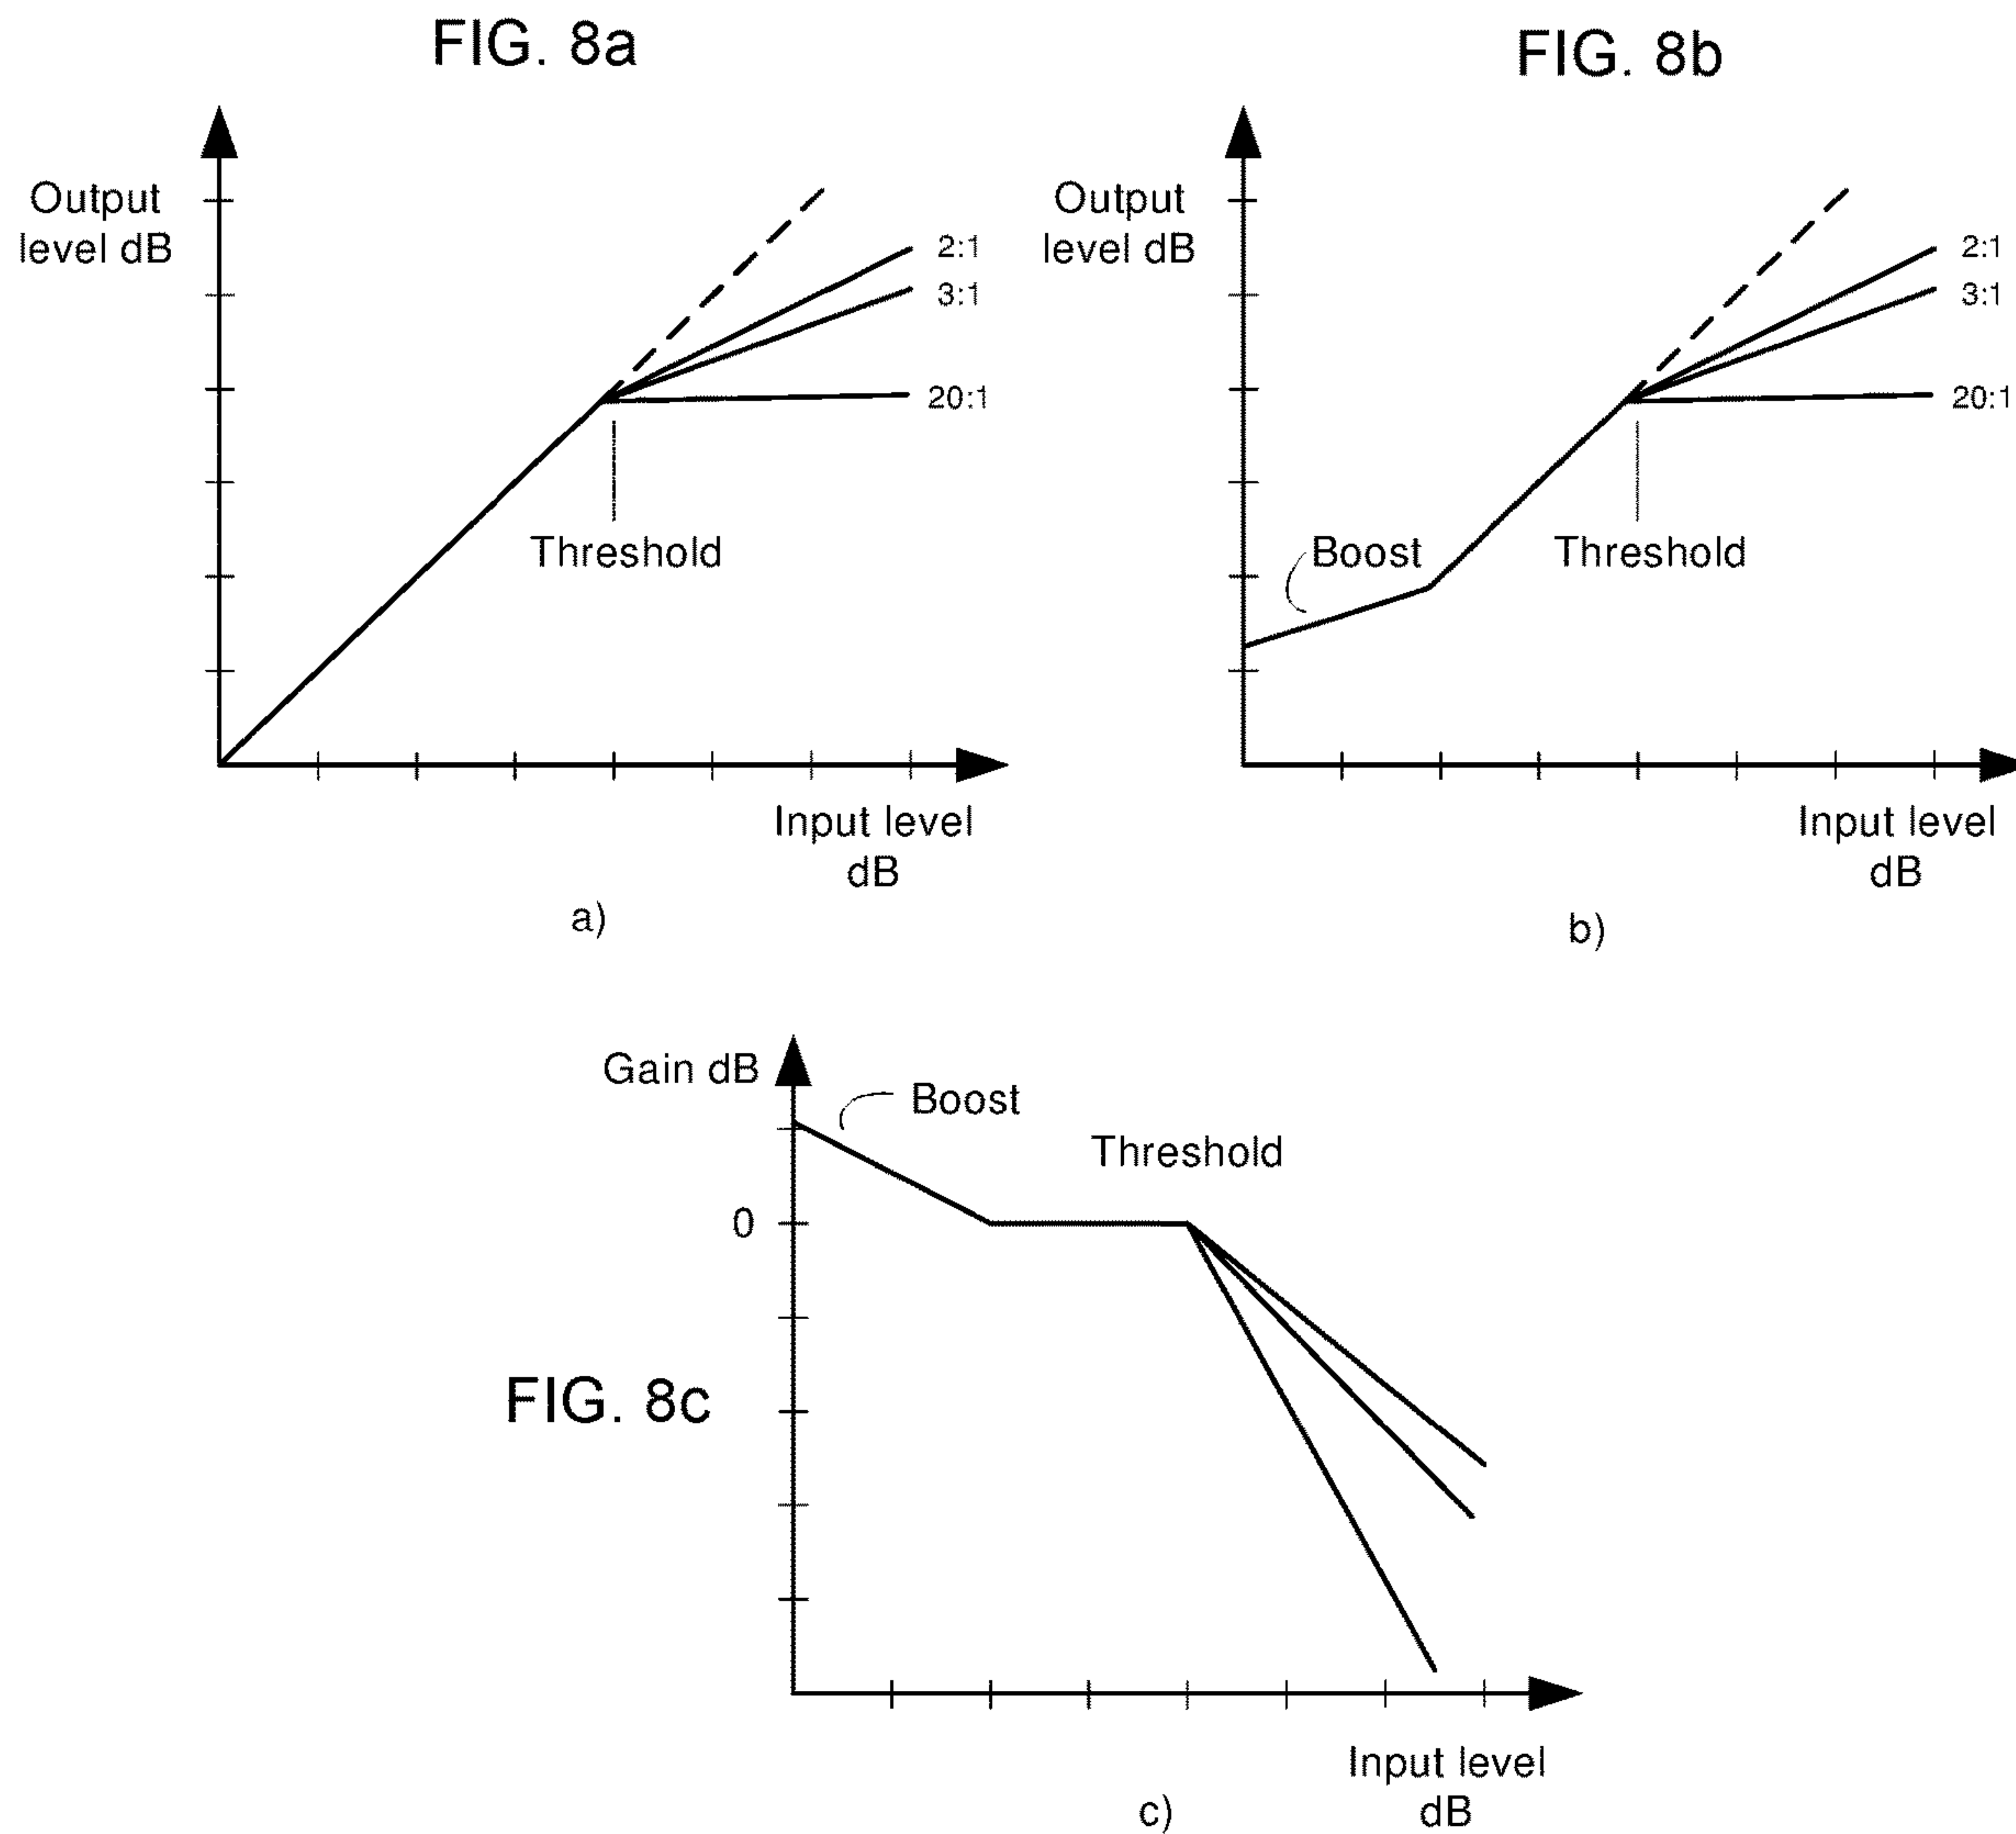 FIG. 8a
Output
level dB
2:1
3:1
20:1
Threshold
Input level
dB
a)
FIG. 8b
Output
level dB
2:1
3:1
20:1
Boost
Threshold
Input level
dB
b)
Gain dB
Boost
Threshold
0
FIG. 8c
Input level
dB
c)